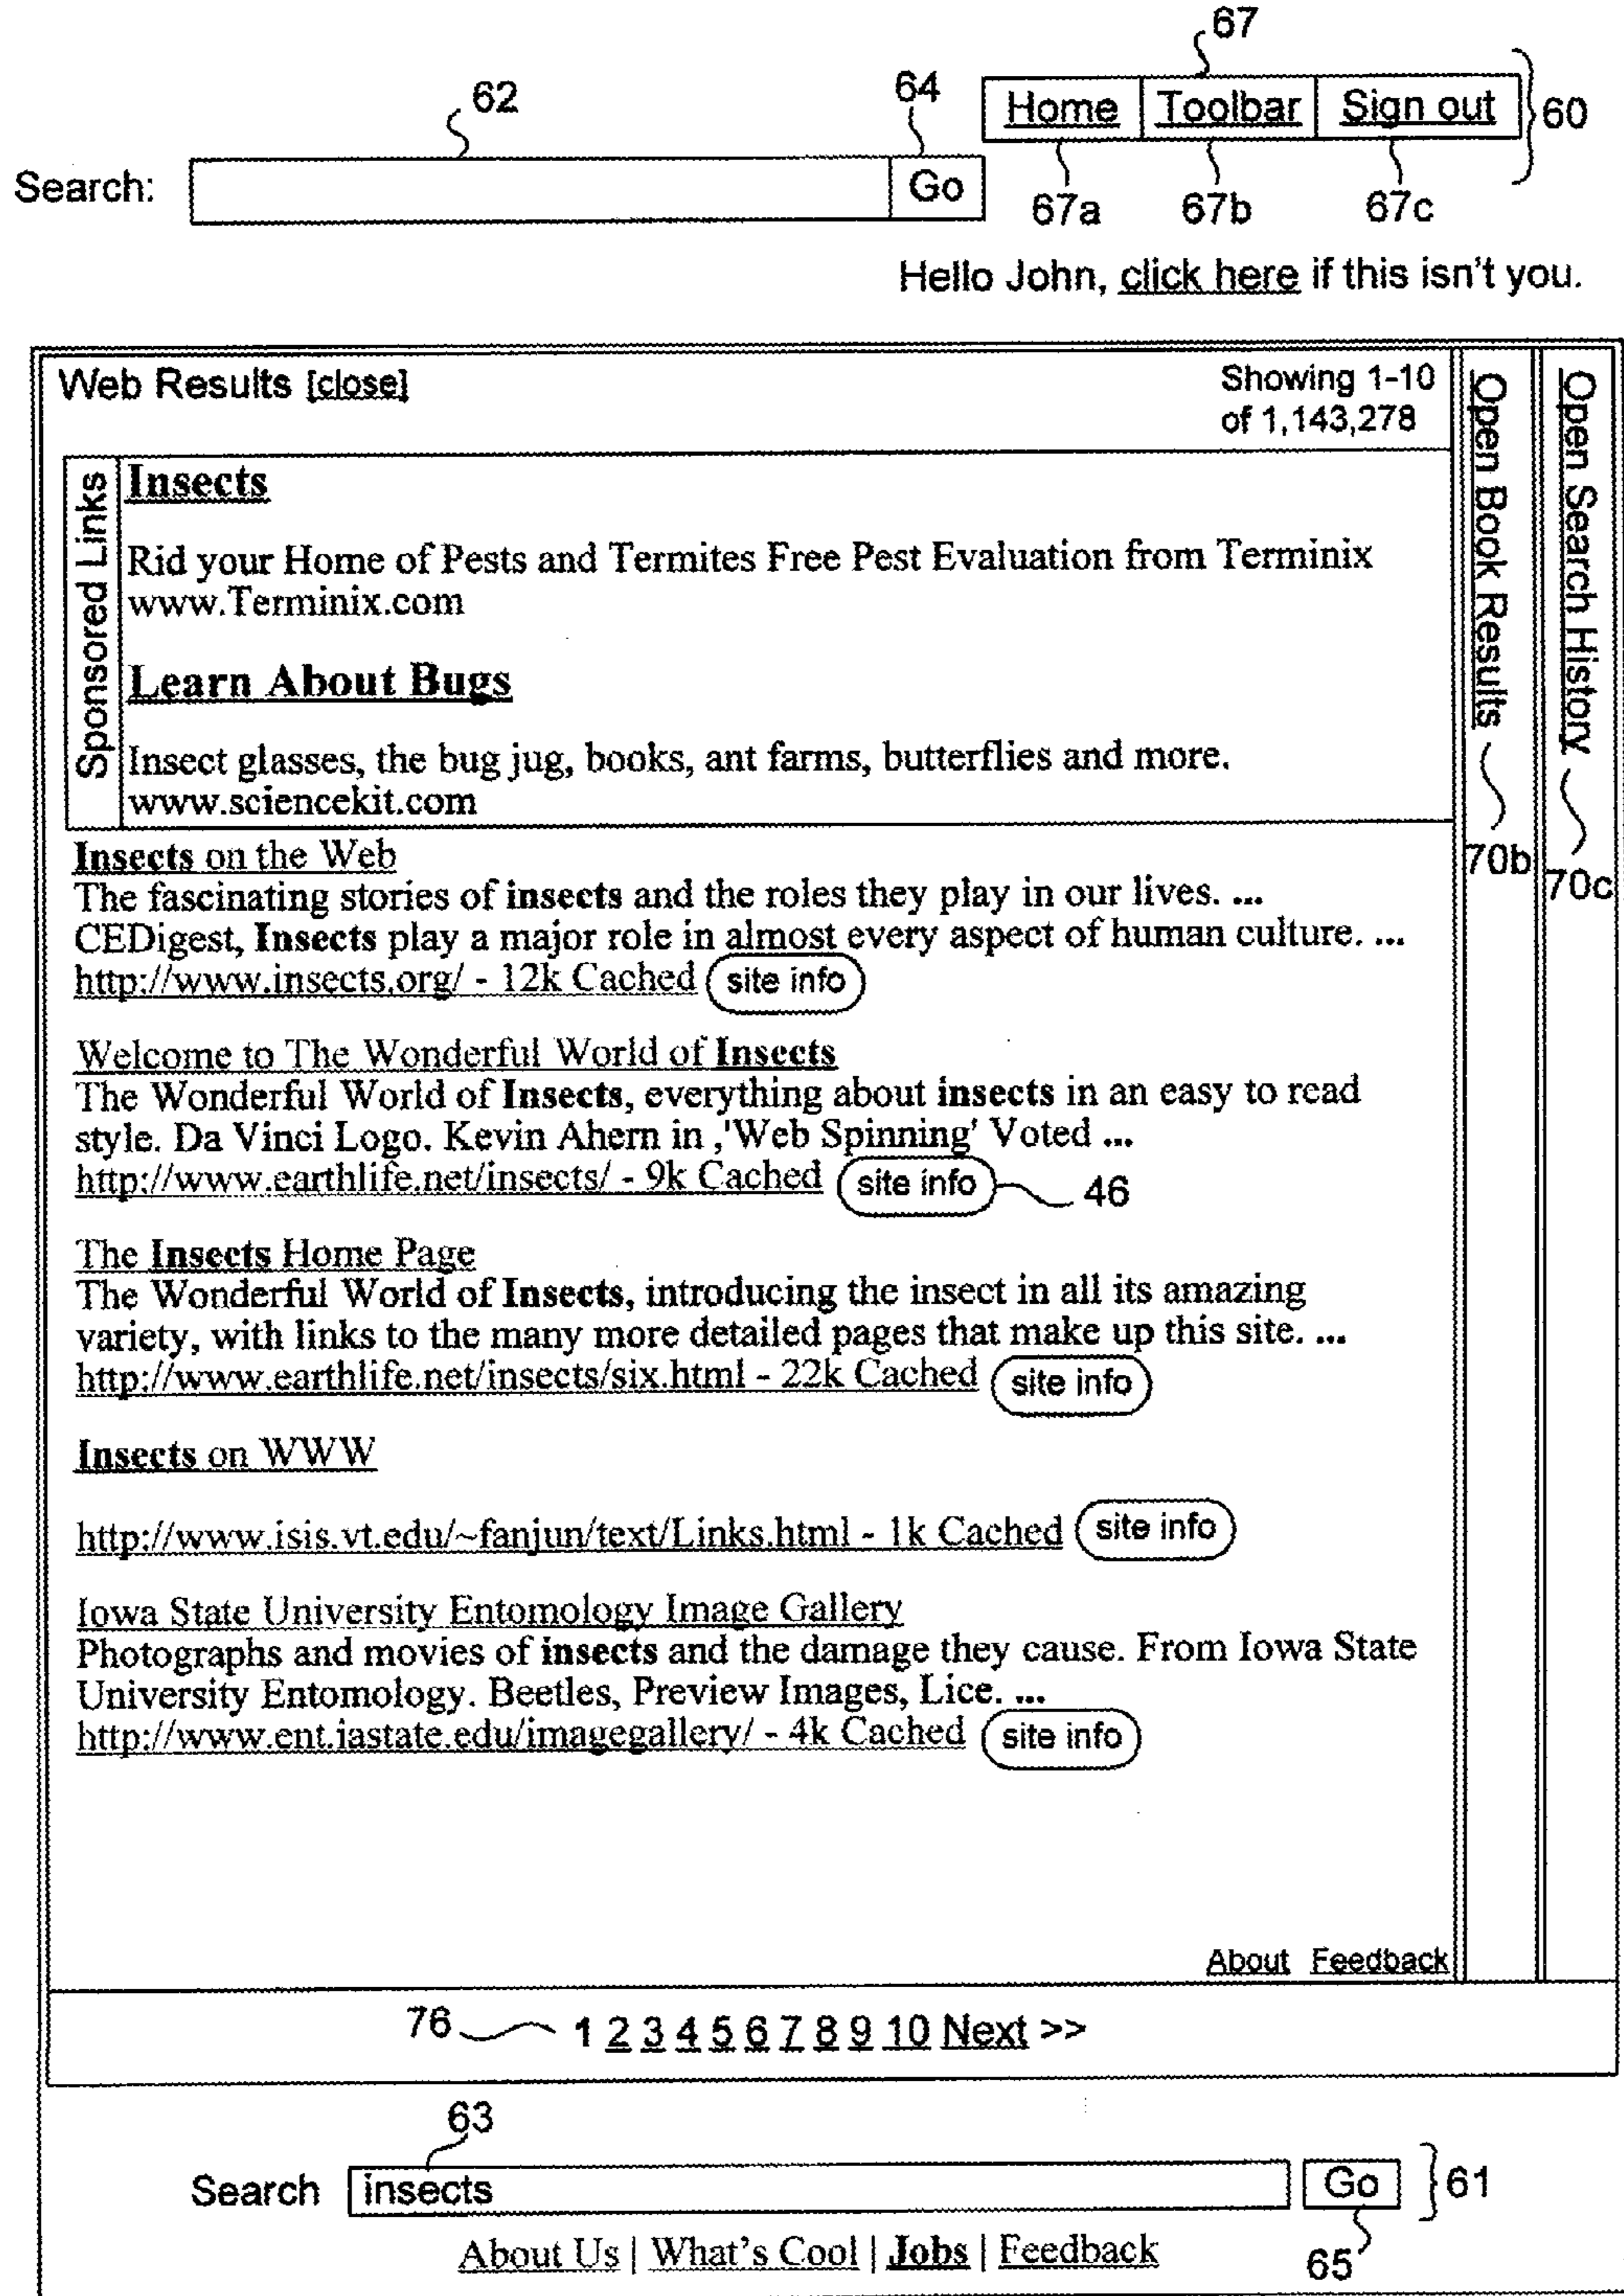 67
62
64
Home Toolbar Sign out
60
Search:
Go
67a 67b 67c
Hello John, click here if this isn't you.
Web Results [close]
Showing 1-10
of 1,143,278
Open Book Results
70b
Open Search History
70c
Sponsored Links
Insects
Rid your Home of Pests and Termites Free Pest Evaluation from Terminix
www.Terminix.com
Learn About Bugs
Insect glasses, the bug jug, books, ant farms, butterflies and more.
www.sciencekit.com
Insects on the Web
The fascinating stories of insects and the roles they play in our lives. ...
CEDigest, Insects play a major role in almost every aspect of human culture. ...
http://www.insects.org/ - 12k Cached site info
Welcome to The Wonderful World of Insects
The Wonderful World of Insects, everything about insects in an easy to read
style. Da Vinci Logo. Kevin Ahern in ,'Web Spinning' Voted ...
http://www.earthlife.net/insects/ - 9k Cached site info 46
The Insects Home Page
The Wonderful World of Insects, introducing the insect in all its amazing
variety, with links to the many more detailed pages that make up this site. ...
http://www.earthlife.net/insects/six.html - 22k Cached site info
Insects on WWW
http://www.isis.vt.edu/~fanjun/text/Links.html - 1k Cached site info
Iowa State University Entomology Image Gallery
Photographs and movies of insects and the damage they cause. From Iowa State
University Entomology. Beetles, Preview Images, Lice. ...
http://www.ent.iastate.edu/imagegallery/ - 4k Cached site info
About Feedback
76 1 2 3 4 5 6 7 8 9 10 Next >>
63
Search insects Go 61
About Us | What's Cool | Jobs | Feedback
65